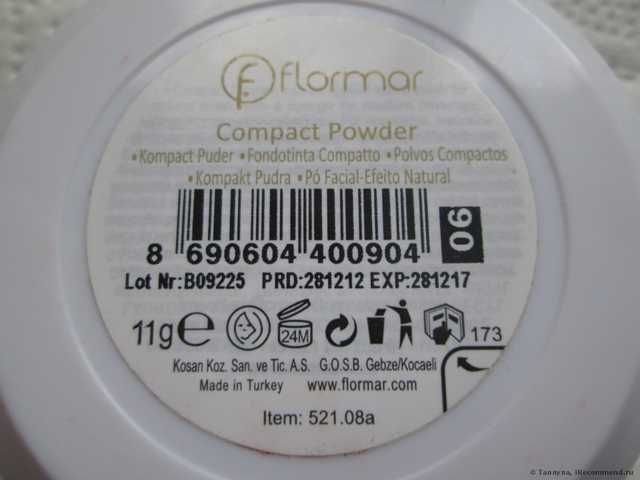 flormar
Compact Powder
•Kompact Puder •Fondotinta Compatto •Polvos Compactos
•Kompakt Pudra •Pó Facial-Efeito Natural
8 690604 400904
06
Lot Nr:B09225 PRD:281212 EXP:281217
11g℮ 24M 173
Kosan Koz. San. ve Tic. A.S. G.O.S.B. Gebze/Kocaeli
Made in Turkey www.flormar.com
Item: 521.08a
© Таллула, iRecommend.ru